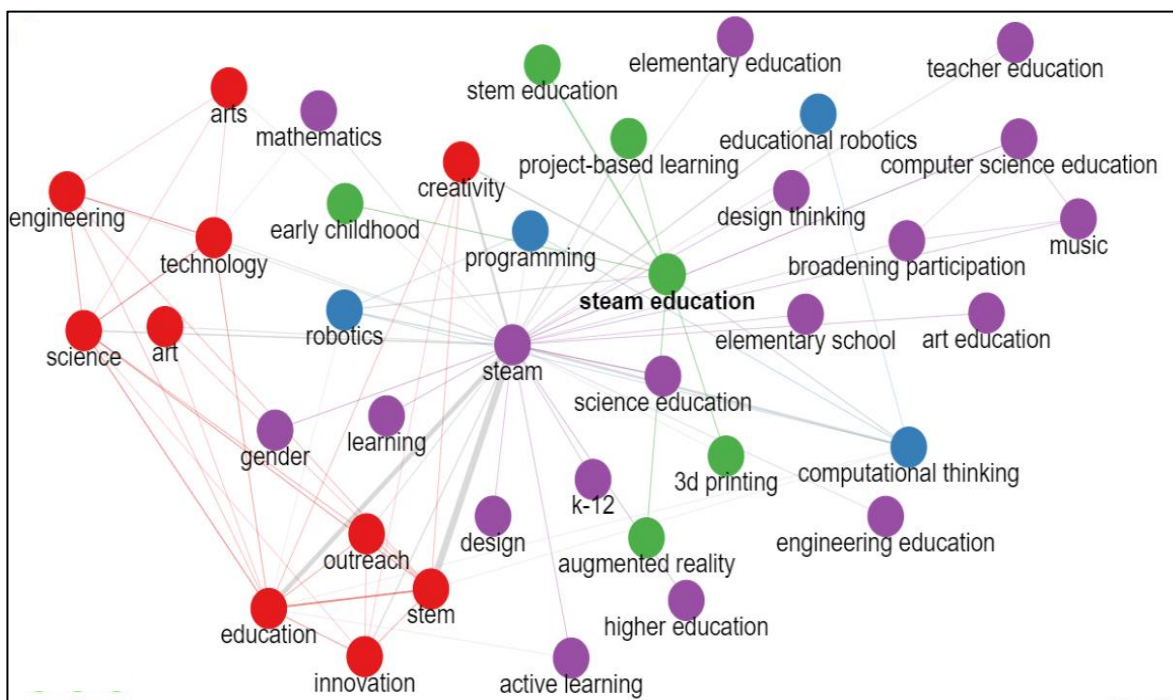 elementary education
teacher education
stem education
arts
mathematics
project-based learning
educational robotics
computer science education
creativity
engineering
early childhood
design thinking
technology
programming
broadening participation
music
steam education
science
art
robotics
steam
elementary school
art education
science education
gender
learning
k-12
3d printing
computational thinking
design
engineering education
outreach
augmented reality
stem
education
higher education
innovation
active learning